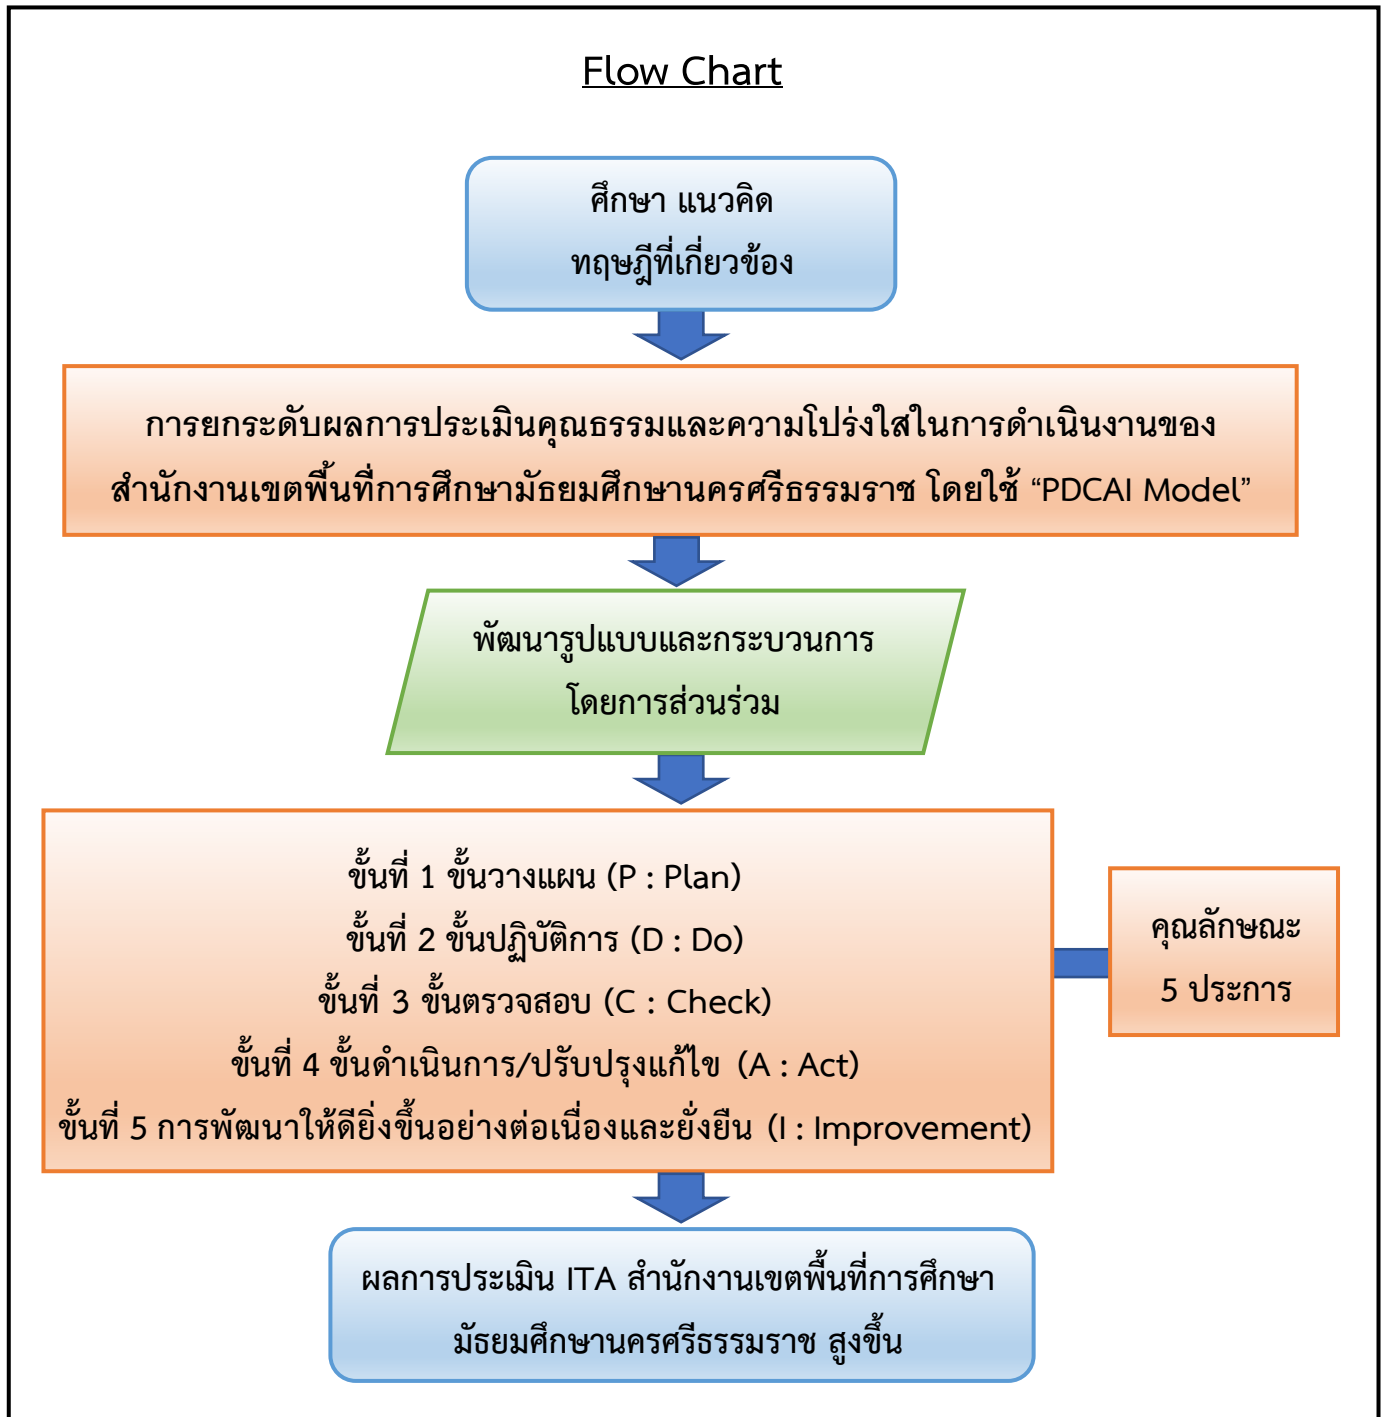 Flow Chart
ศึกษา แนวคิด
ทฤษฎีที่เกี่ยวข้อง
การยกระดับผลการประเมินคุณธรรมและความโปร่งใสในการดำเนินงานของ
สำนักงานเขตพื้นที่การศึกษามัธยมศึกษานครศรีธรรมราช โดยใช้ “PDCAI Model”
พัฒนารูปแบบและกระบวนการ
โดยการส่วนร่วม
ขั้นที่ 1 ขั้นวางแผน (P : Plan)
ขั้นที่ 2 ขั้นปฏิบัติการ (D : Do)
ขั้นที่ 3 ขั้นตรวจสอบ (C : Check)
ขั้นที่ 4 ขั้นดำเนินการ/ปรับปรุงแก้ไข (A : Act)
ขั้นที่ 5 การพัฒนาให้ดียิ่งขึ้นอย่างต่อเนื่องและยั่งยืน (I : Improvement)
คุณลักษณะ
5 ประการ
ผลการประเมิน ITA สำนักงานเขตพื้นที่การศึกษา
มัธยมศึกษานครศรีธรรมราช สูงขึ้น